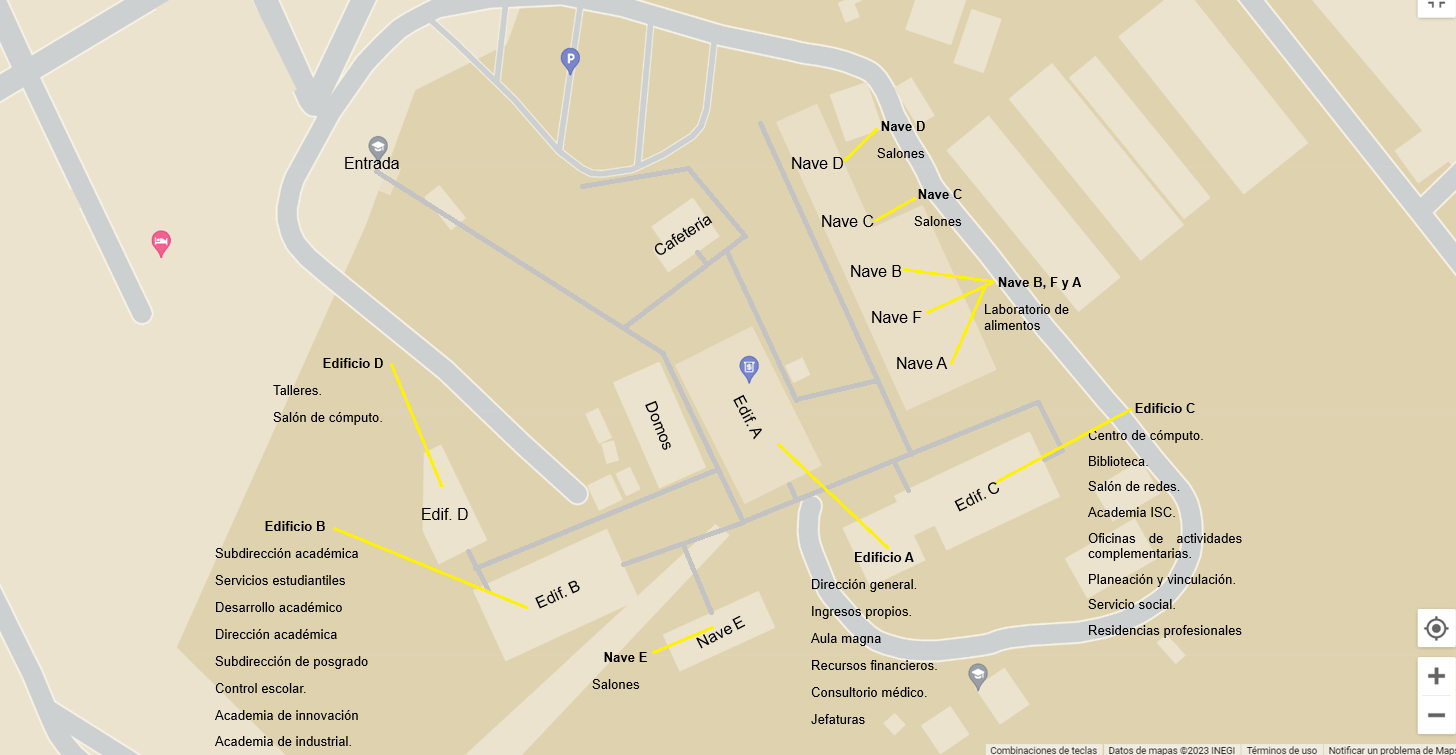 P
Entrada
Cafetería
Nave D
Nave D
Salones
Nave C
Nave C
Salones
Nave B
Nave F
Nave A
Nave B, F y A
Laboratorio de
alimentos
Edificio D
Talleres.
Salón de cómputo.
Domos
Edif. A
Edif. C
Edificio C
Centro de cómputo.
Biblioteca.
Salón de redes.
Academia ISC.
Oficinas de actividades
complementarias.
Planeación y vinculación.
Servicio social.
Residencias profesionales
Edif. D
Edificio B
Subdirección académica
Servicios estudiantiles
Desarrollo académico
Dirección académica
Subdirección de posgrado
Control escolar.
Academia de innovación
Academia de industrial.
Edif. B
Nave E
Nave E
Salones
Edificio A
Dirección general.
Ingresos propios.
Aula magna
Recursos financieros.
Consultorio médico.
Jefaturas
Combinaciones de teclas
Datos de mapas ©2023 INEGI
Términos de uso
Notificar un problema de Map